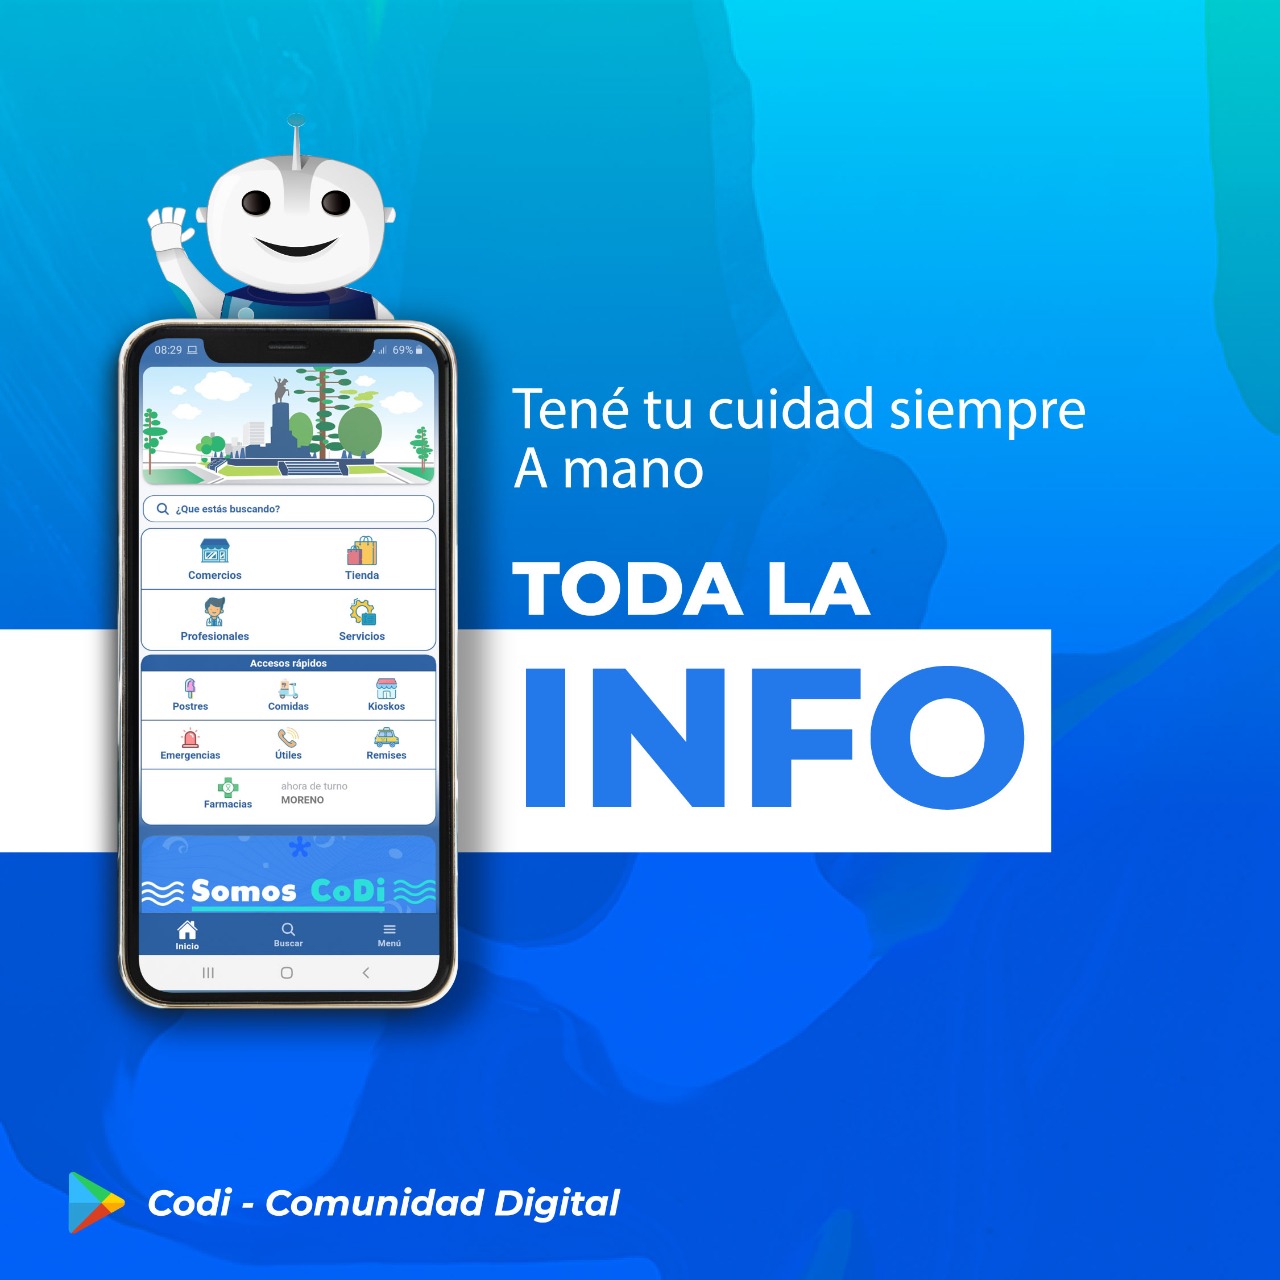 08:29
69%
¿Que estás buscando?
Comercios
Tienda
Profesionales
Servicios
Accesos rápidos
Postres
Comidas
Kioskos
Emergencias
Útiles
Remises
Farmacias
ahora de turno
MORENO
Somos CoDi
Inicio
Buscar
Menú
Tené tu cuidad siempre
A mano
TODA LA
INFO
Codi - Comunidad Digital